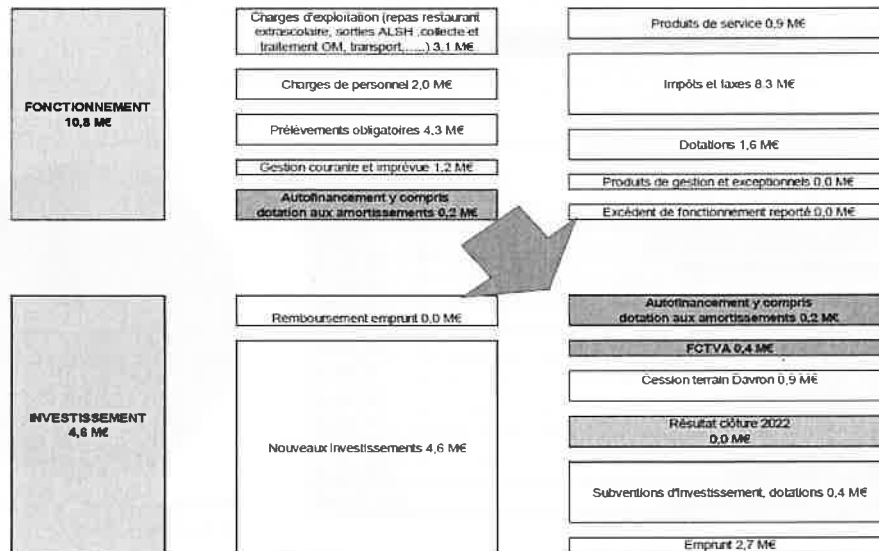 Charges d'exploitation (repas restaurant
extrascolaire, sorties ALSH ,collecte et
traitement OM, transport,......) 3,1 M€
Produits de service 0,9 M€
FONCTIONNEMENT
10,8 M€
Charges de personnel 2,0 M€
Impôts et taxes 8,3 M€
Prélèvements obligatoires 4,3 M€
Dotations 1,6 M€
Gestion courante et imprévue 1,2 M€
Produits de gestion et exceptionnels 0,0 M€
Autofinancement y compris
dotation aux amortissements 0,2 M€
Excédent de fonctionnement reporté 0,0 M€
INVESTISSEMENT
4,6 M€
Remboursement emprunt 0,0 M€
Autofinancement y compris
dotation aux amortissements 0,2 M€
FCTVA 0,4 M€
Cession terrain Davron 0,9 M€
Nouveaux investissements 4,6 M€
Résultat clôture 2022
0,0 M€
Subventions d'investissement, dotations 0,4 M€
Emprunt 2,7 M€